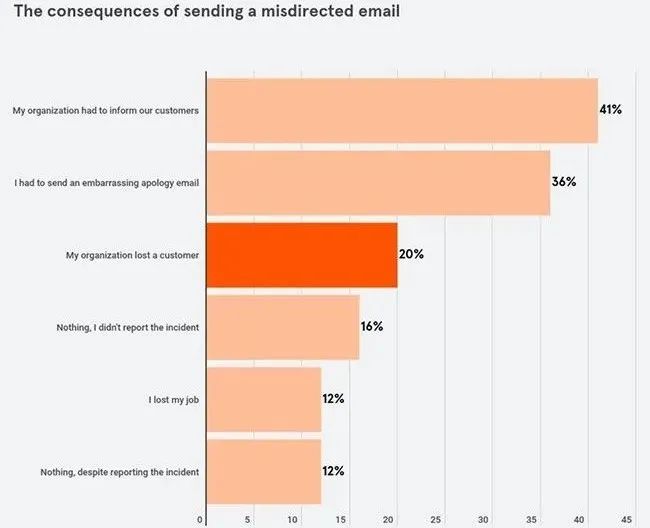 The consequences of sending a misdirected email
My organization had to inform our customers 41%
I had to send an embarrassing apology email 36%
My organization lost a customer 20%
Nothing, I didn't report the incident 16%
I lost my job 12%
Nothing, despite reporting the incident 12%
0 5 10 15 20 25 30 35 40 45